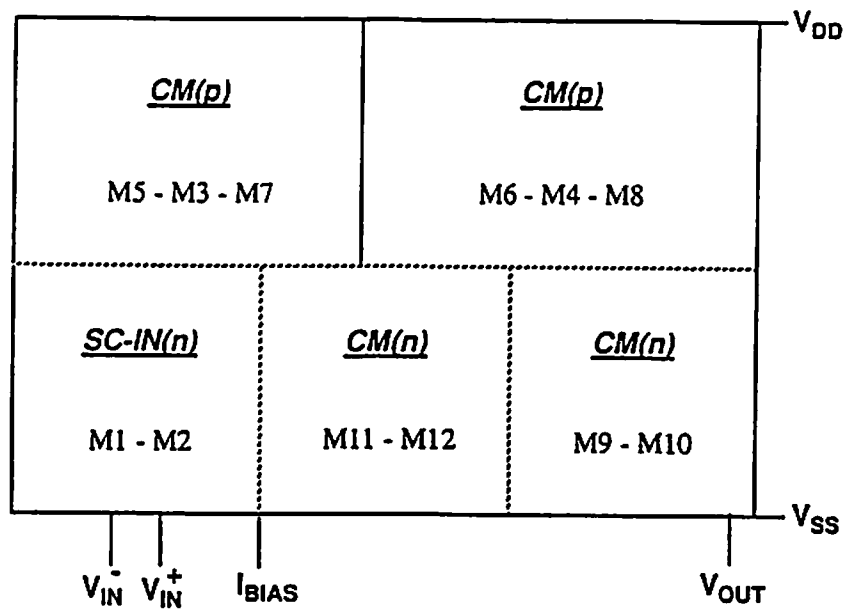 V_DD
CM(p)
CM(p)
M5 - M3 - M7
M6 - M4 - M8
SC-IN(n)
CM(n)
CM(n)
M1 - M2
M11 - M12
M9 - M10
V_SS
V_IN^-
V_IN^+
I_BIAS
V_OUT